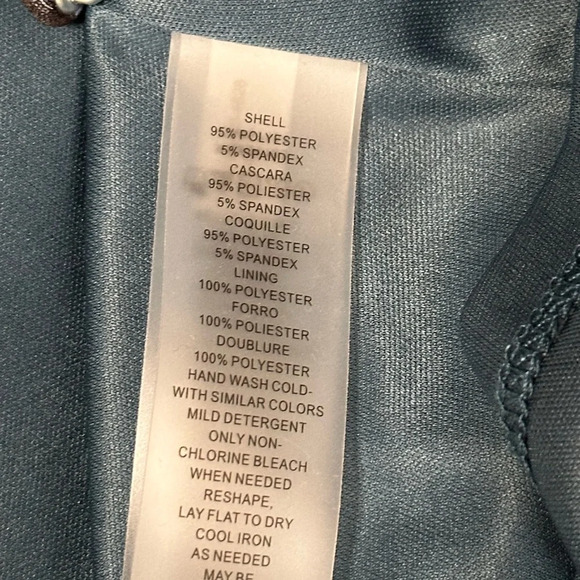 SHELL
95% POLYESTER
5% SPANDEX
CASCARA
95% POLIESTER
5% SPANDEX
COQUILLE
95% POLYESTER
5% SPANDEX
LINING
100% POLYESTER
FORRO
100% POLIESTER
DOUBLURE
100% POLYESTER
HAND WASH COLD-
WITH SIMILAR COLORS
MILD DETERGENT
ONLY NON-
CHLORINE BLEACH
WHEN NEEDED
RESHAPE,
LAY FLAT TO DRY
COOL IRON
AS NEEDED
MAY BE